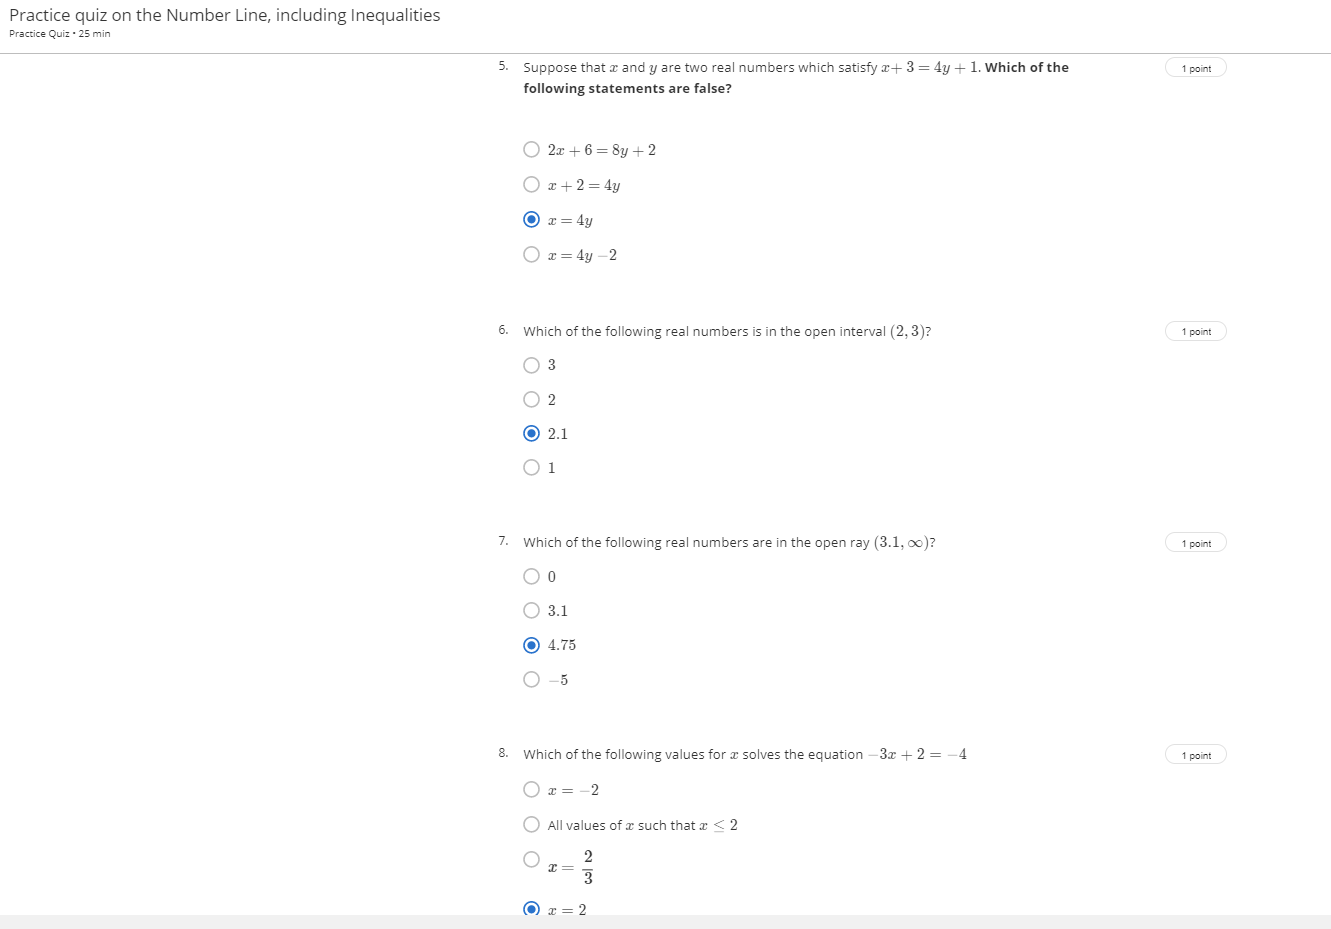 Practice quiz on the Number Line, including Inequalities
Practice Quiz • 25 min
5. Suppose that x and y are two real numbers which satisfy x + 3 = 4y + 1. Which of the
following statements are false?
1 point
2x + 6 = 8y + 2
x + 2 = 4y
x = 4y
x = 4y −2
6. Which of the following real numbers is in the open interval (2, 3)?
1 point
3
2
2.1
1
7. Which of the following real numbers are in the open ray (3.1, ∞)?
1 point
0
3.1
4.75
−5
8. Which of the following values for x solves the equation −3x + 2 = −4
1 point
x = −2
All values of x such that x ≤ 2
x = 2/3
x = 2